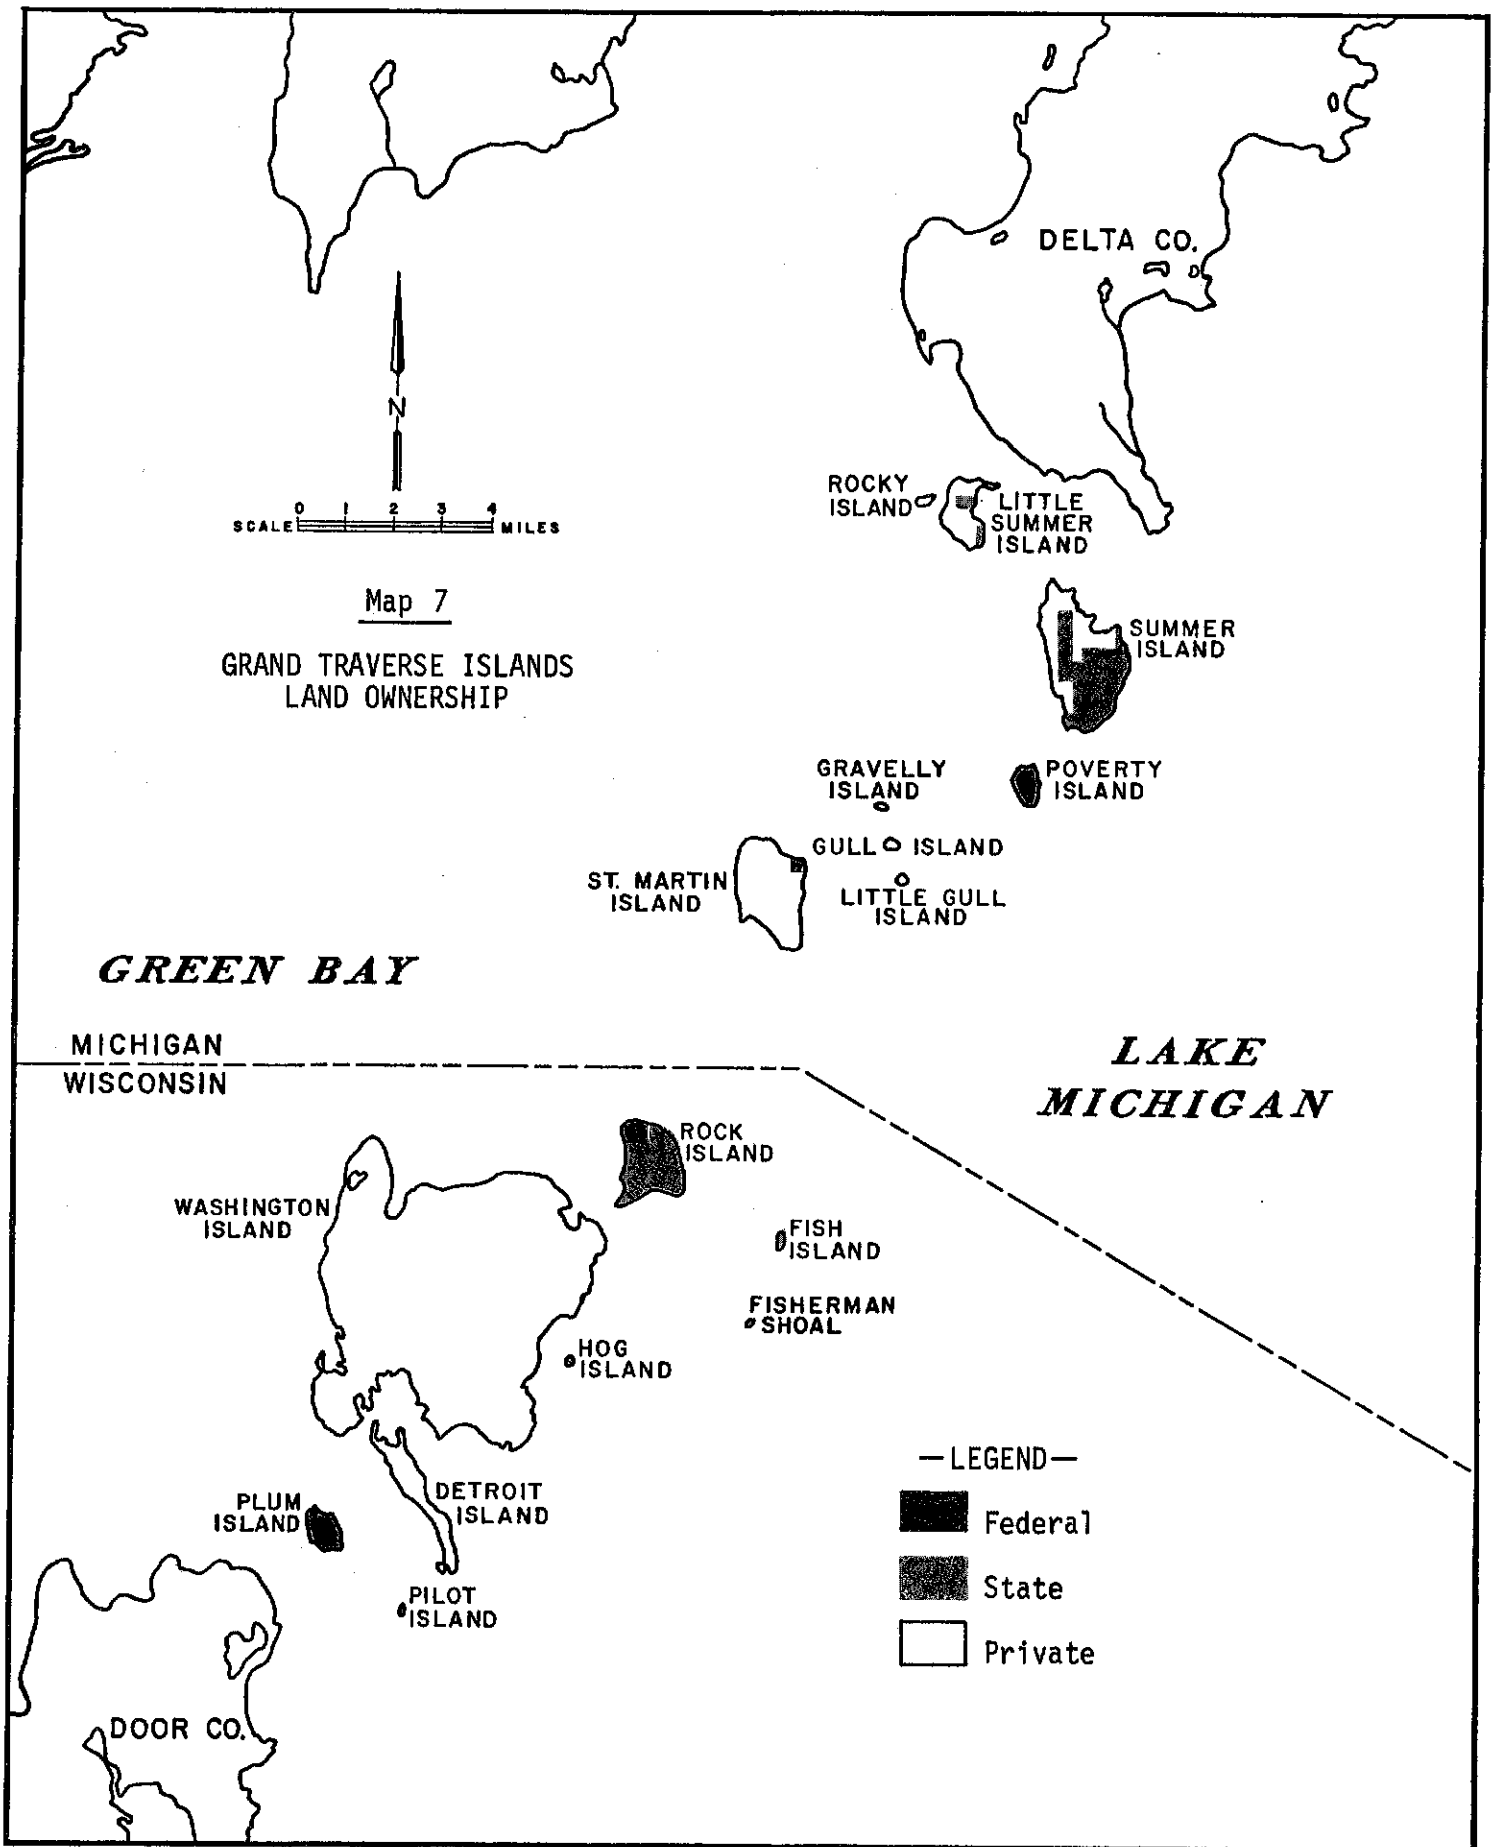 DELTA CO.
N
0 1 2 3 4
SCALE MILES
ROCKY
ISLAND
LITTLE
SUMMER
ISLAND
Map 7
GRAND TRAVERSE ISLANDS
LAND OWNERSHIP
SUMMER
ISLAND
GRAVELLY
ISLAND
POVERTY
ISLAND
GULL ISLAND
ST. MARTIN
ISLAND
LITTLE GULL
ISLAND
GREEN BAY
MICHIGAN
WISCONSIN
LAKE
MICHIGAN
ROCK
ISLAND
WASHINGTON
ISLAND
FISH
ISLAND
FISHERMAN
SHOAL
HOG
ISLAND
DETROIT
ISLAND
PLUM
ISLAND
PILOT
ISLAND
DOOR CO.
—LEGEND—
Federal
State
Private